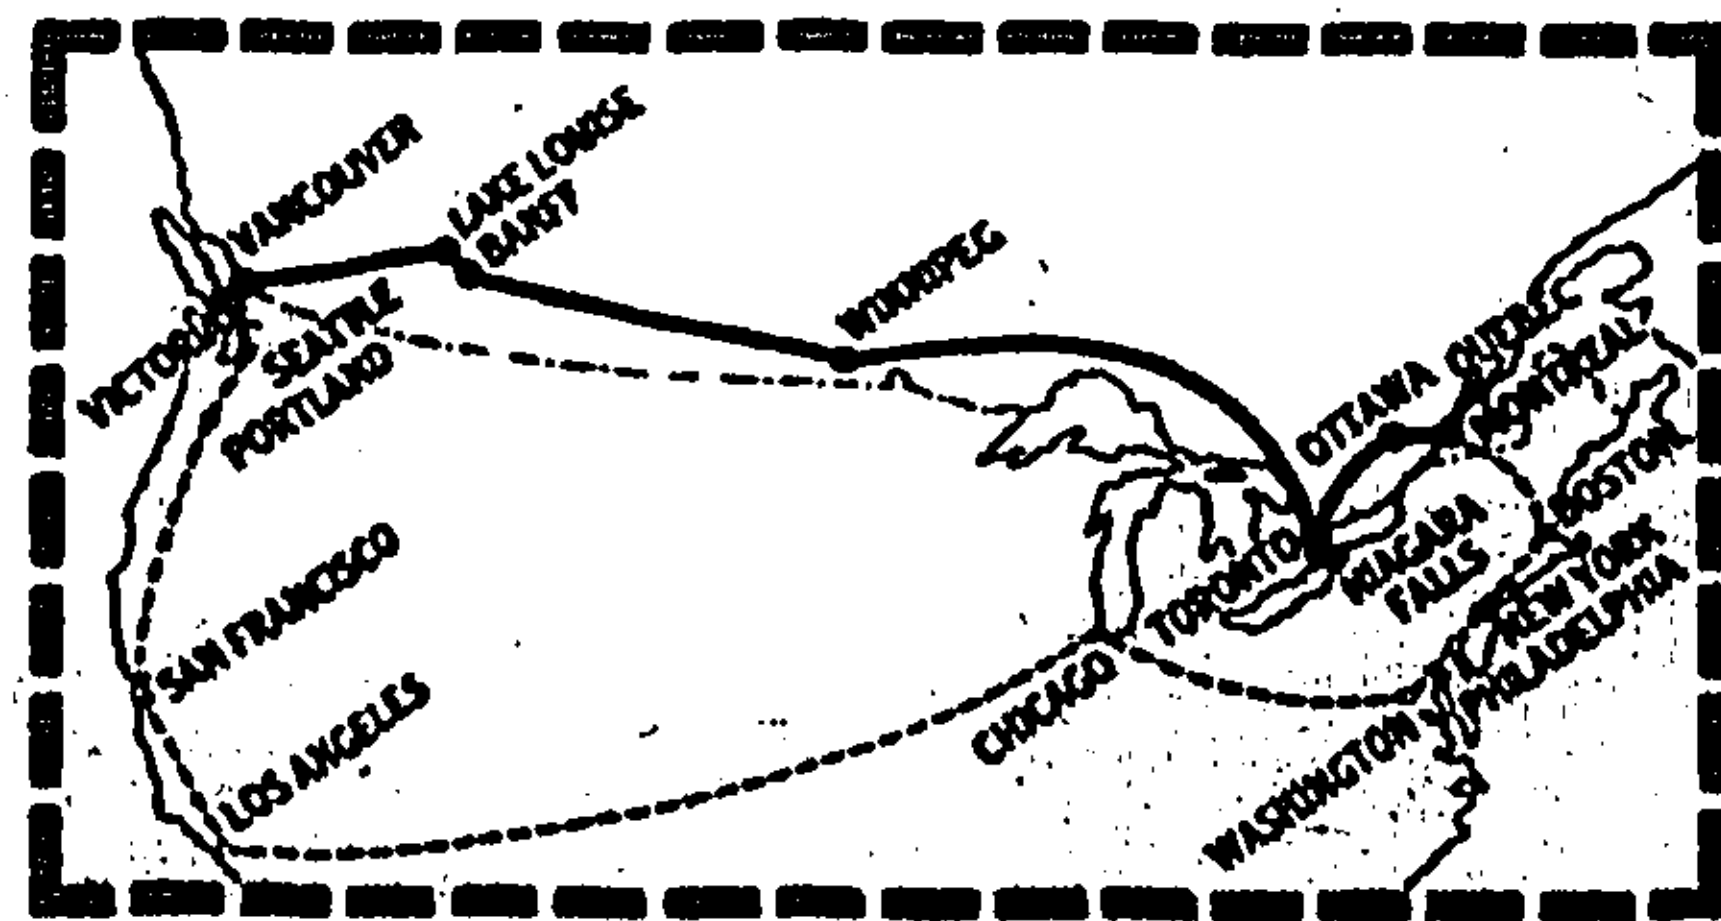 VANCOUVER
LAKE LOUISE
BANFF
WINNIPEG
VICTORIA
SEATTLE
PORTLAND
OTTAWA
QUEBEC
MONTREAL
BOSTON
SAN FRANCISCO
TORONTO
NIAGARA
FALLS
NEW YORK
PHILADELPHIA
LOS ANGELES
CHICAGO
WASHINGTON